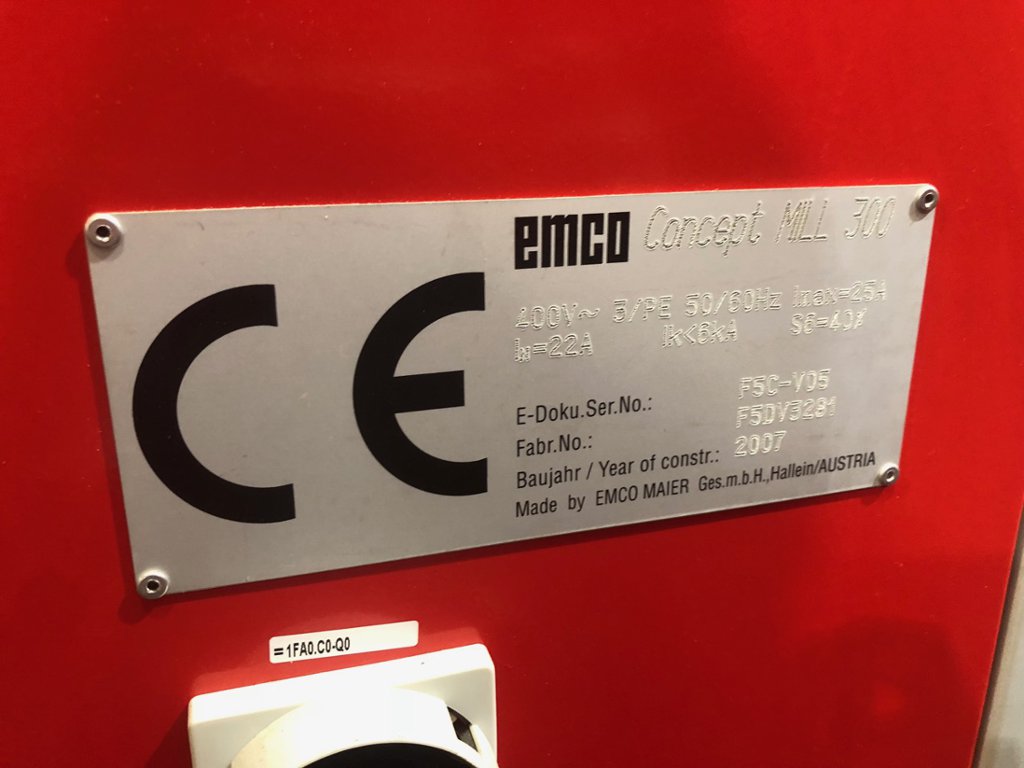 CE
emco Concept MILL 300
400V~ 3/PE 50/60Hz Imax=25A
IN=22A Ik<6kA S6=40%
E-Doku.Ser.No.: F5C-V05
Fabr.No.: F5DV3281
Baujahr / Year of constr.: 2007
Made by EMCO MAIER Ges.m.b.H.,Hallein/AUSTRIA
=1FA0.C0-Q0